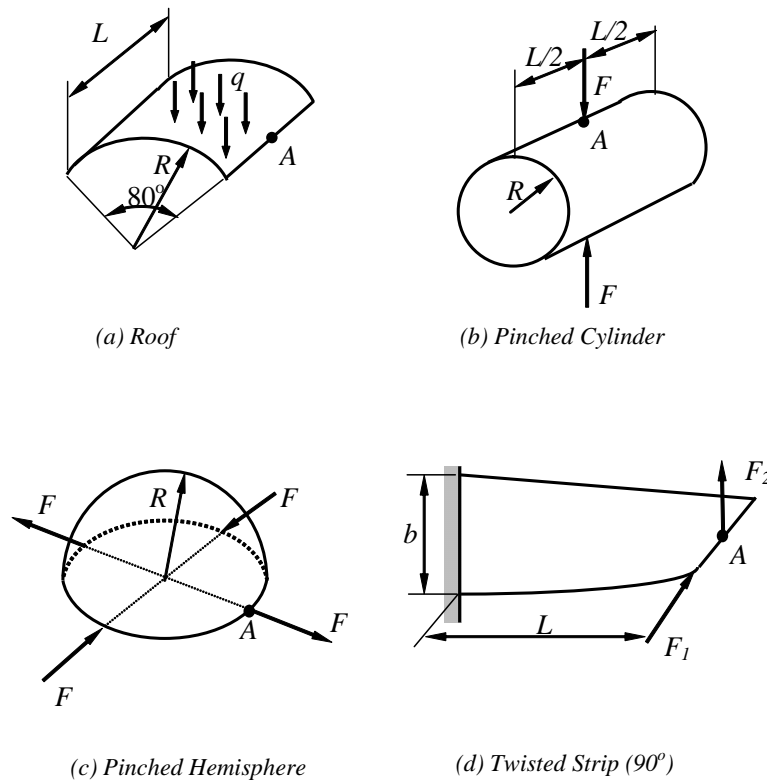 L
q
A
R
80°
(a) Roof
L/2
L/2
F
A
R
F
(b) Pinched Cylinder
F
R
F
A
F
F
(c) Pinched Hemisphere
F₂
b
A
L
F₁
(d) Twisted Strip (90°)